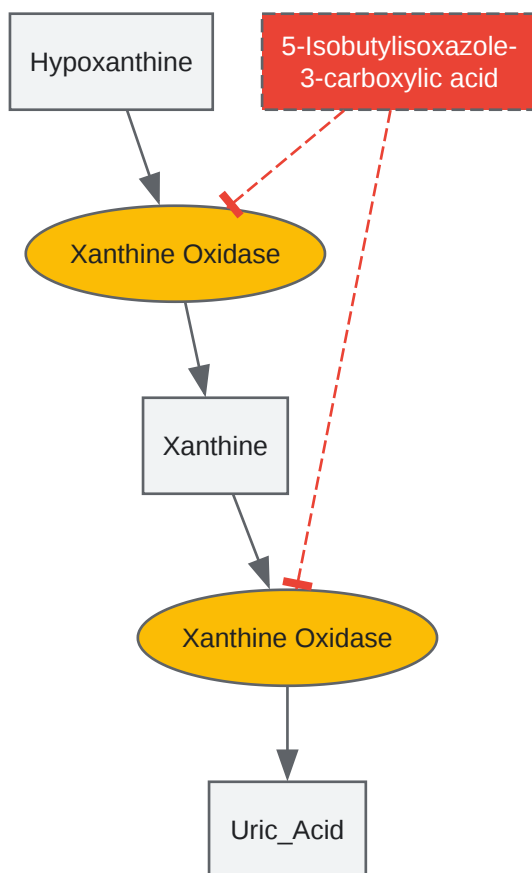 Hypoxanthine
5-Isobutylisoxazole-
3-carboxylic acid
Xanthine Oxidase
Xanthine
Xanthine Oxidase
Uric_Acid